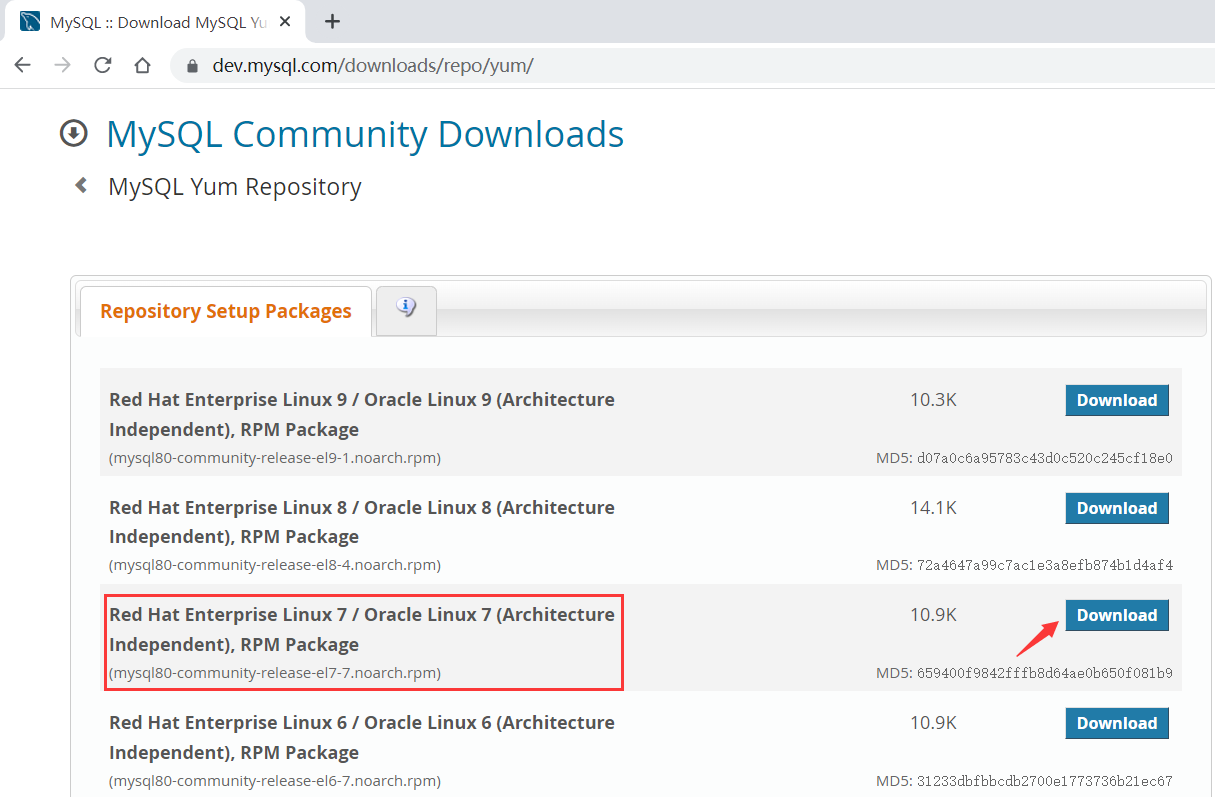 MySQL :: Download MySQL Yu
dev.mysql.com/downloads/repo/yum/
MySQL Community Downloads
MySQL Yum Repository
Repository Setup Packages
Red Hat Enterprise Linux 9 / Oracle Linux 9 (Architecture
Independent), RPM Package
10.3K
Download
(mysql80-community-release-el9-1.noarch.rpm)
MD5: d07a0c6a95783c43d0c520c245cf18e0
Red Hat Enterprise Linux 8 / Oracle Linux 8 (Architecture
Independent), RPM Package
14.1K
Download
(mysql80-community-release-el8-4.noarch.rpm)
MD5: 72a4647a99c7ac1e3a8efb874b1d4af4
Red Hat Enterprise Linux 7 / Oracle Linux 7 (Architecture
Independent), RPM Package
10.9K
Download
(mysql80-community-release-el7-7.noarch.rpm)
MD5: 659400f9842fffb8d64ae0b650f081b9
Red Hat Enterprise Linux 6 / Oracle Linux 6 (Architecture
Independent), RPM Package
10.9K
Download
(mysql80-community-release-el6-7.noarch.rpm)
MD5: 31233dbfbbcdb2700e1773736b21ec67